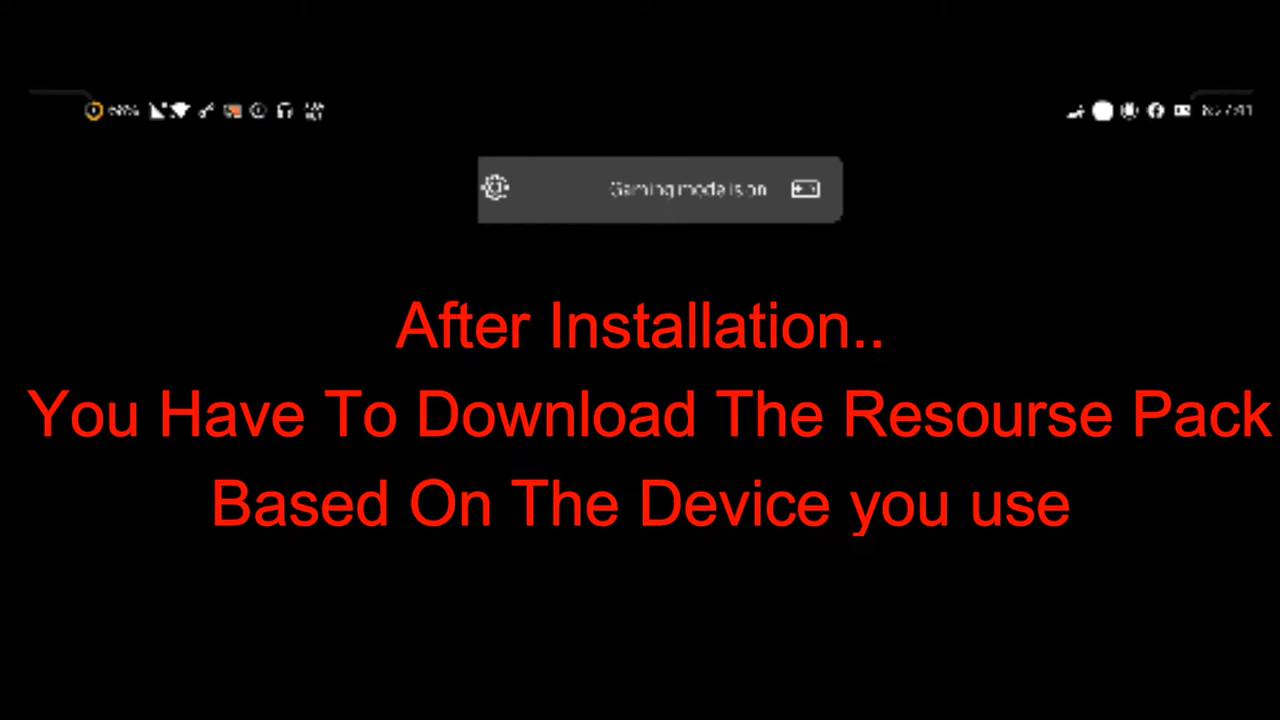 Gaming mode is on
After Installation..
You Have To Download The Resourse Pack
Based On The Device you use